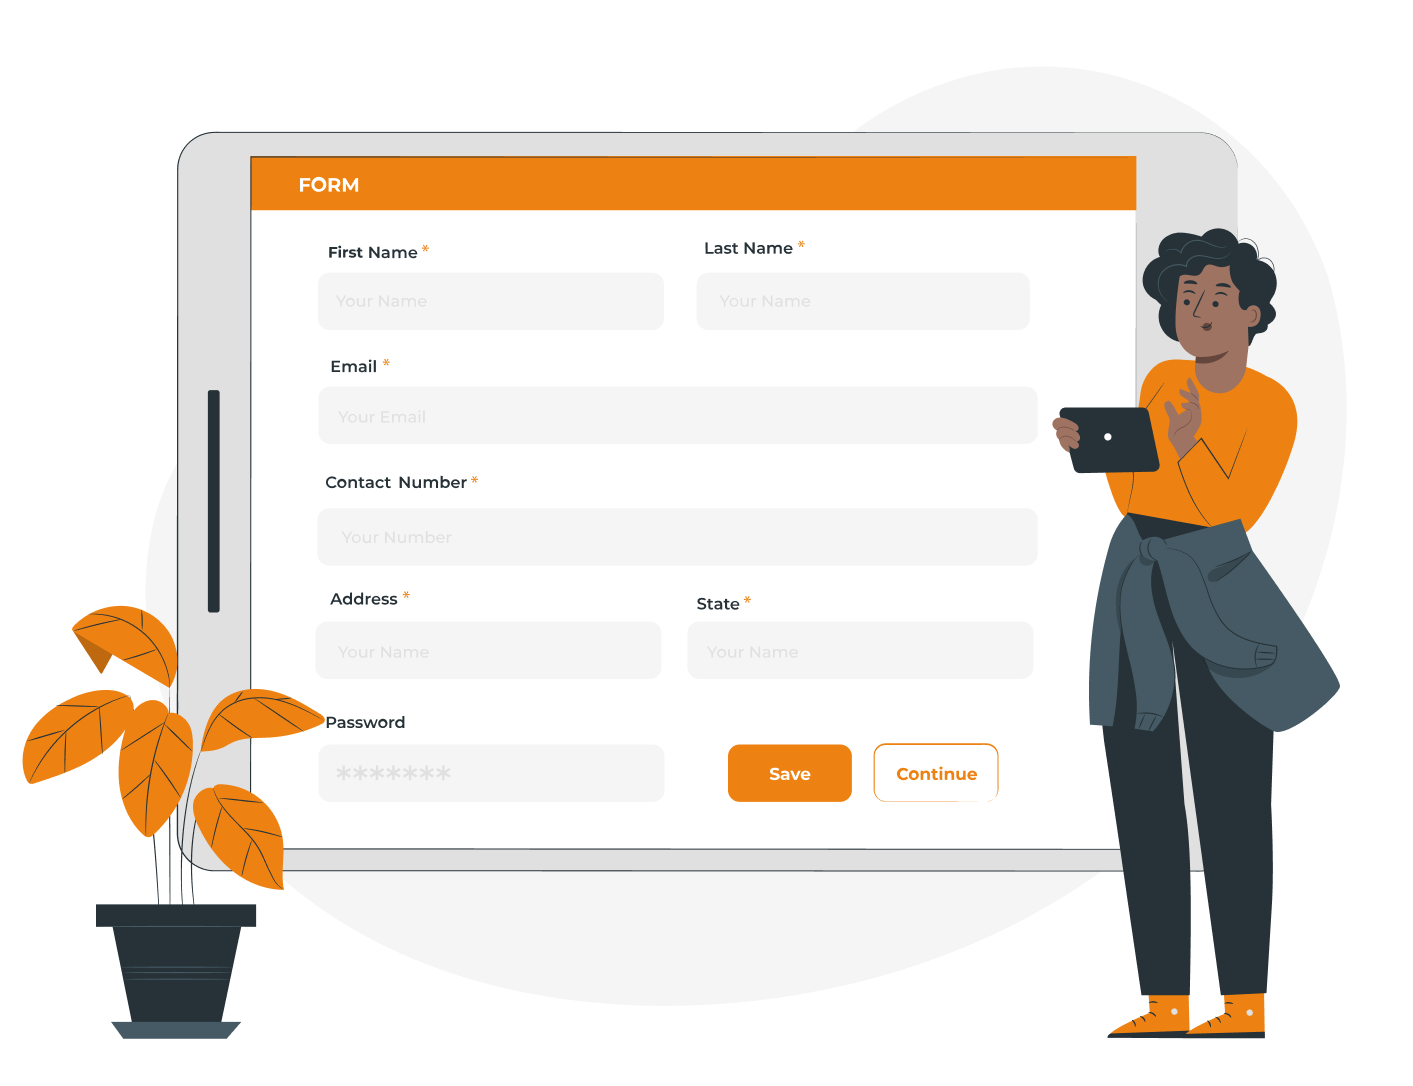 FORM
First Name * Last Name *
Your Name Your Name
Email *
Your Email
Contact Number *
Your Number
Address * State *
Your Name Your Name
Password
*******
Save Continue